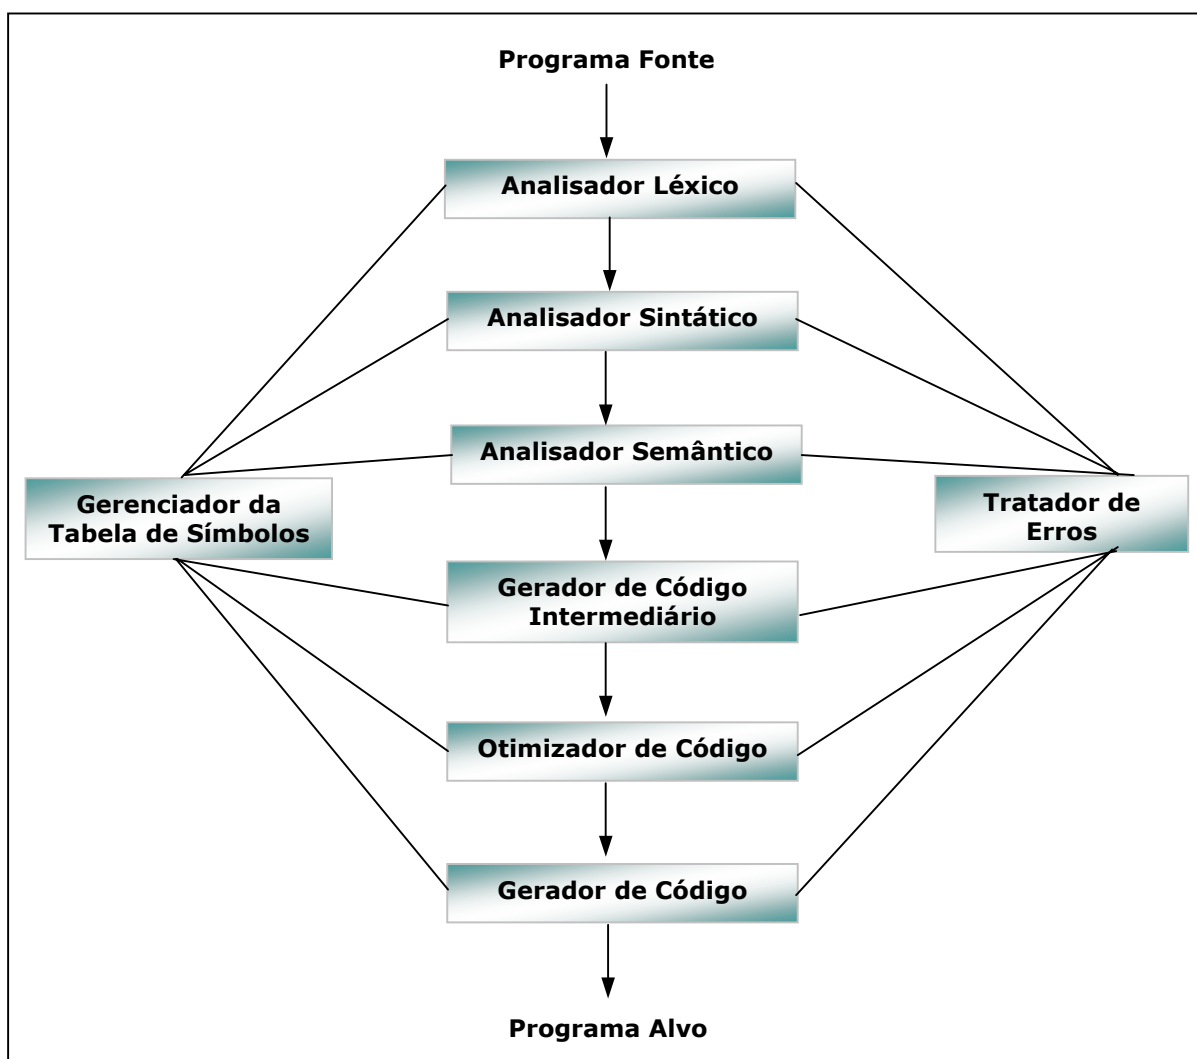 Programa Fonte
Analisador Léxico
Analisador Sintático
Analisador Semântico
Gerenciador da
Tabela de Símbolos
Tratador de
Erros
Gerador de Código
Intermediário
Otimizador de Código
Gerador de Código
Programa Alvo